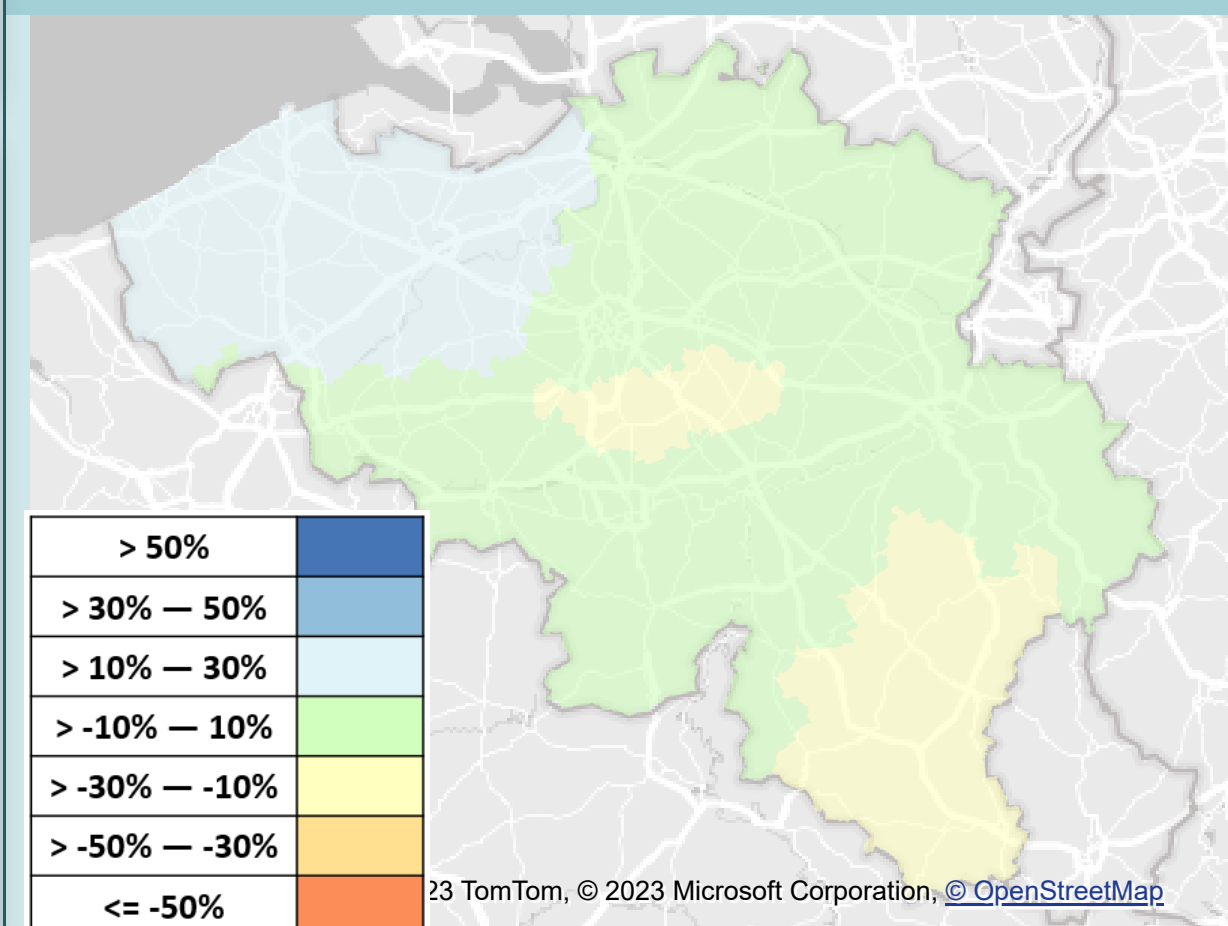 > 50%
> 30% — 50%
> 10% — 30%
> -10% — 10%
> -30% — -10%
> -50% — -30%
<= -50%
23 TomTom, © 2023 Microsoft Corporation, © OpenStreetMap